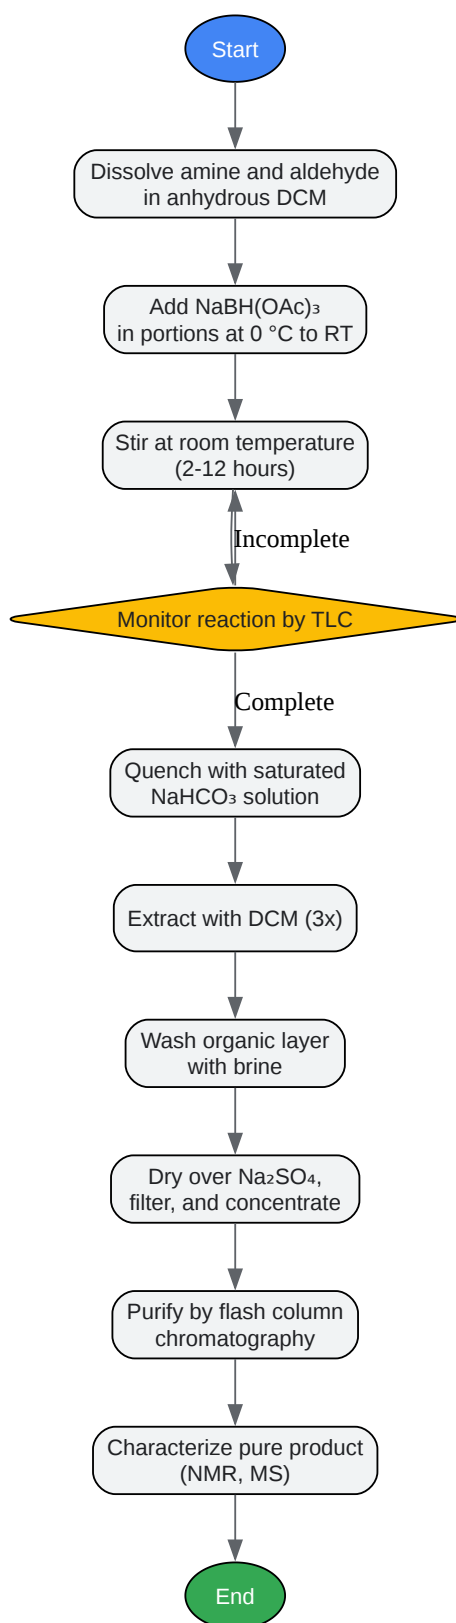 Start
Dissolve amine and aldehyde
in anhydrous DCM
Add NaBH(OAc)₃
in portions at 0 °C to RT
Stir at room temperature
(2-12 hours)
Incomplete
Monitor reaction by TLC
Complete
Quench with saturated
NaHCO₃ solution
Extract with DCM (3x)
Wash organic layer
with brine
Dry over Na₂SO₄,
filter, and concentrate
Purify by flash column
chromatography
Characterize pure product
(NMR, MS)
End